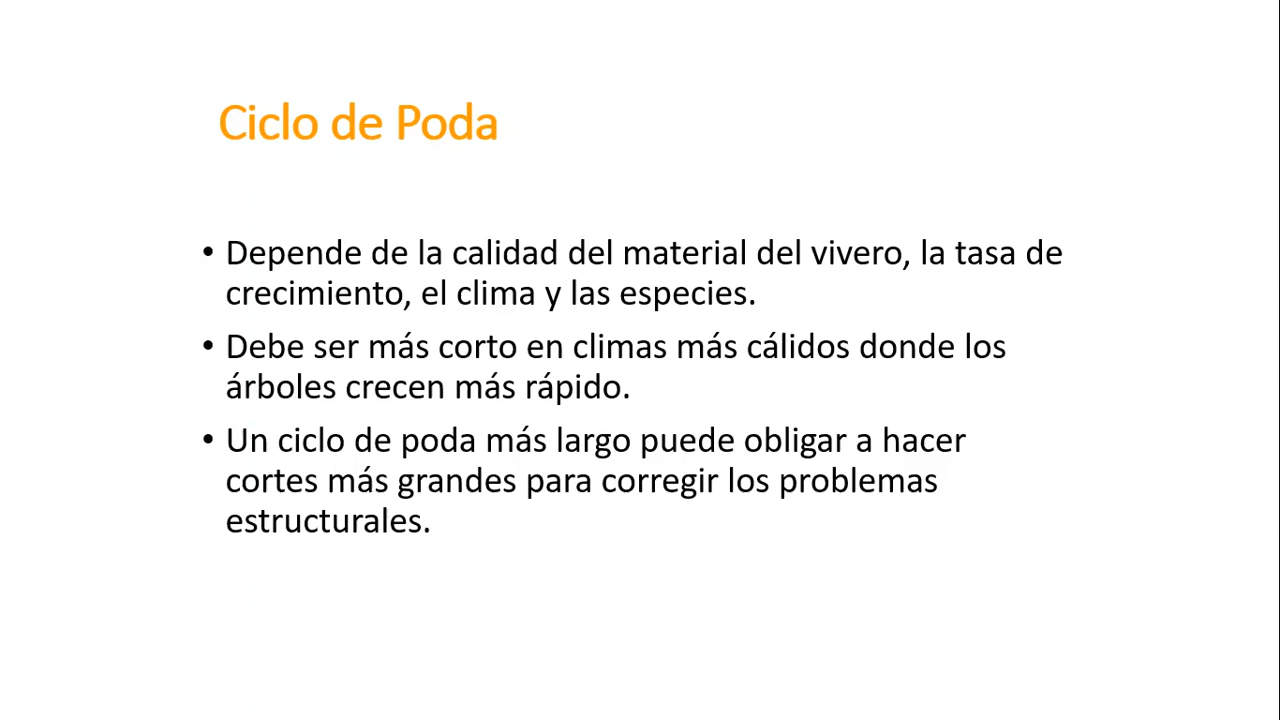 Ciclo de Poda
• Depende de la calidad del material del vivero, la tasa de
crecimiento, el clima y las especies.
• Debe ser más corto en climas más cálidos donde los
árboles crecen más rápido.
• Un ciclo de poda más largo puede obligar a hacer
cortes más grandes para corregir los problemas
estructurales.